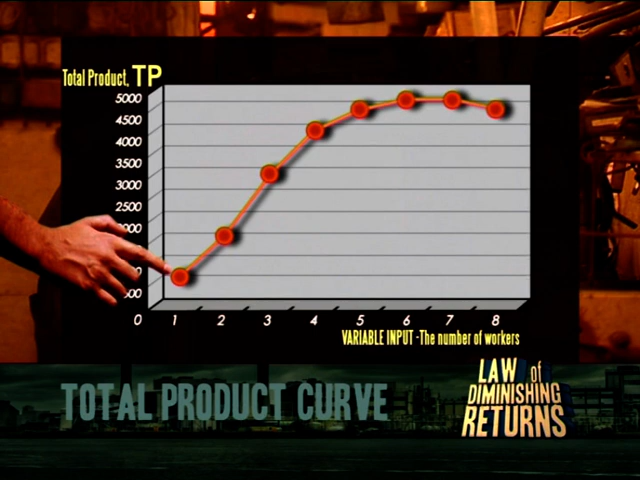 Total Product, TP
5000
4500
4000
3500
3000
2500
0 1 2 3 4 5 6 7 8
VARIABLE INPUT - The number of workers
TOTAL PRODUCT CURVE
LAW of
DIMINISHING
RETURNS